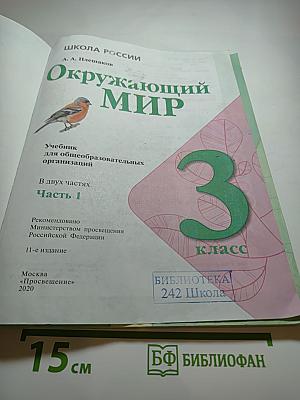 ШКОЛА РОССИИ
А. А. Плешаков
Окружающий
МИР
Учебник
для общеобразовательных
организаций
В двух частях
Часть 1
3
класс
Рекомендовано
Министерством просвещения
Российской Федерации
11-е издание
БИБЛИОТЕКА
242 Школа
Москва
«Просвещение»
2020
15 см
БФ БИБЛИОФАН